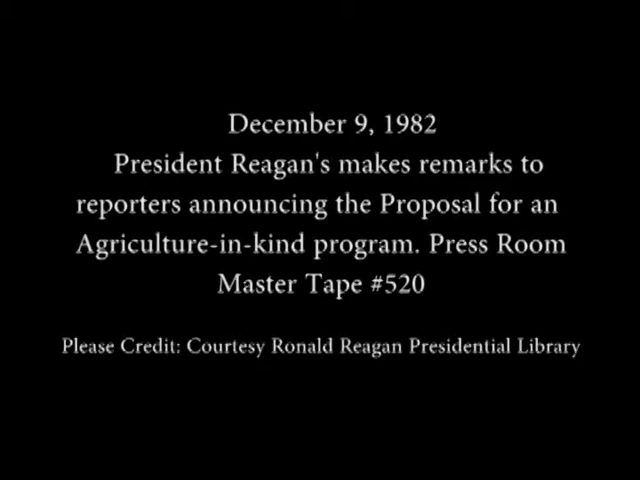 December 9, 1982
President Reagan's makes remarks to
reporters announcing the Proposal for an
Agriculture-in-kind program. Press Room
Master Tape #520
Please Credit: Courtesy Ronald Reagan Presidential Library